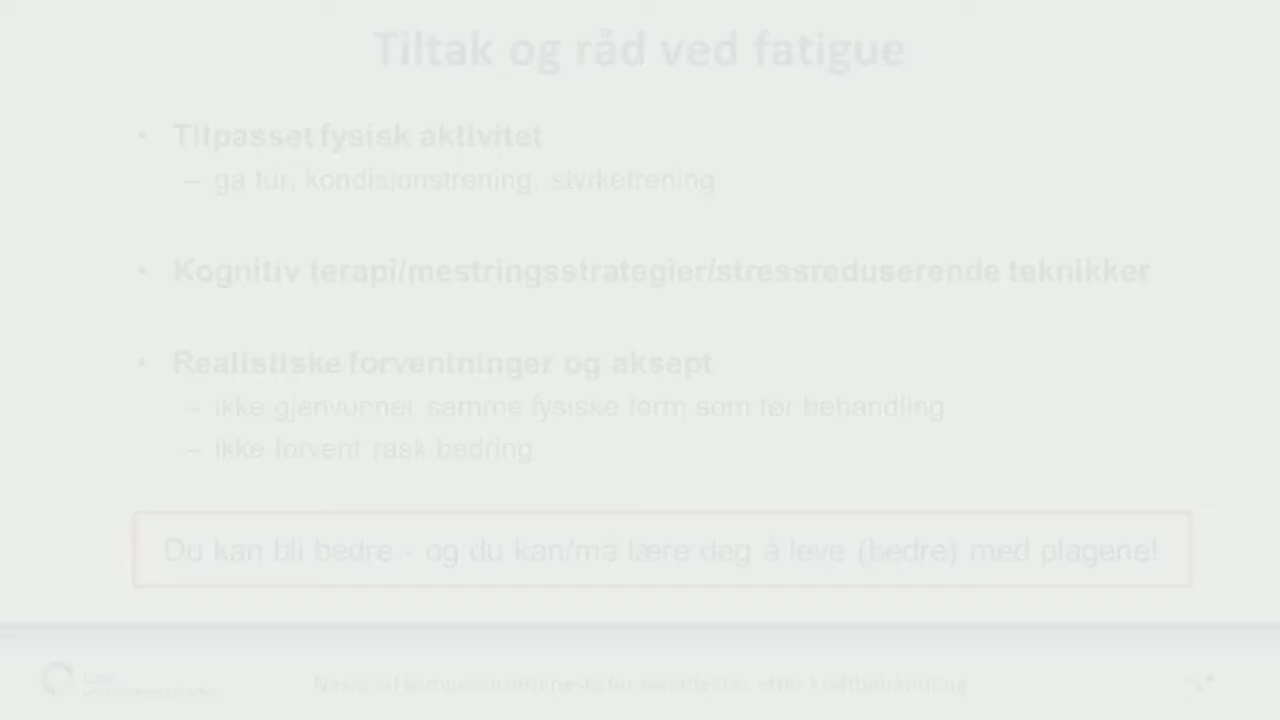 Tiltak og råd ved fatigue
• Tilpasset fysisk aktivitet
– gå tur, kondisjonstrening, styrketrening
• Kognitiv terapi/mestringsstrategier/stressreduserende teknikker
• Realistiske forventninger og aksept
– ikke gjenvunner samme fysiske form som før behandling
– ikke forvent rask bedring
Du kan bli bedre - og du kan/må lære deg å leve (bedre) med plagene!
Nasjonal kompetansetjeneste for seneffekter etter kreftbehandling